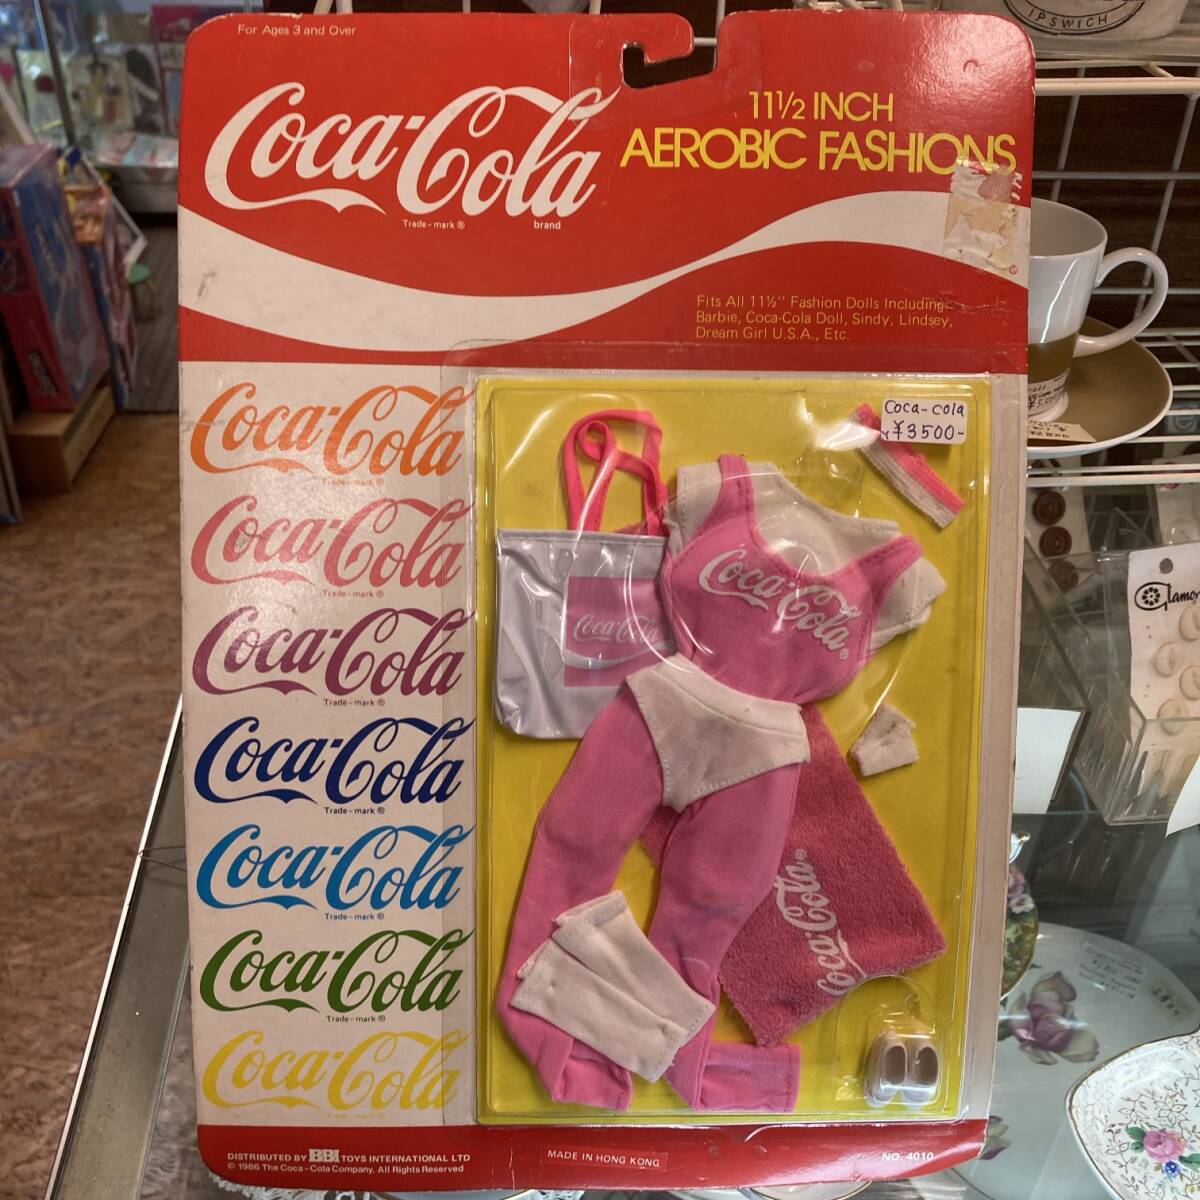 For Ages 3 and Over
Coca-Cola
Trade-mark ® brand
11½ INCH
AEROBIC FASHIONS
Fits All 11½'' Fashion Dolls Including:
Barbie, Coca-Cola Doll, Sindy, Lindsey,
Dream Girl U.S.A., Etc.
Coca-Cola
Trade-mark ®
Coca-Cola
Trade-mark ®
Coca-Cola
Trade-mark ®
Coca-Cola
Trade-mark ®
Coca-Cola
Trade-mark ®
Coca-Cola
Trade-mark ®
Coca-Cola
Trade-mark ®
Coca-cola
¥3500-
Coca-Cola
Coca-Cola®
Coca-Cola®
DISTRIBUTED BY BBI TOYS INTERNATIONAL LTD
© 1986 The Coca-Cola Company. All Rights Reserved
MADE IN HONG KONG
NO. 4010
IPSWICH